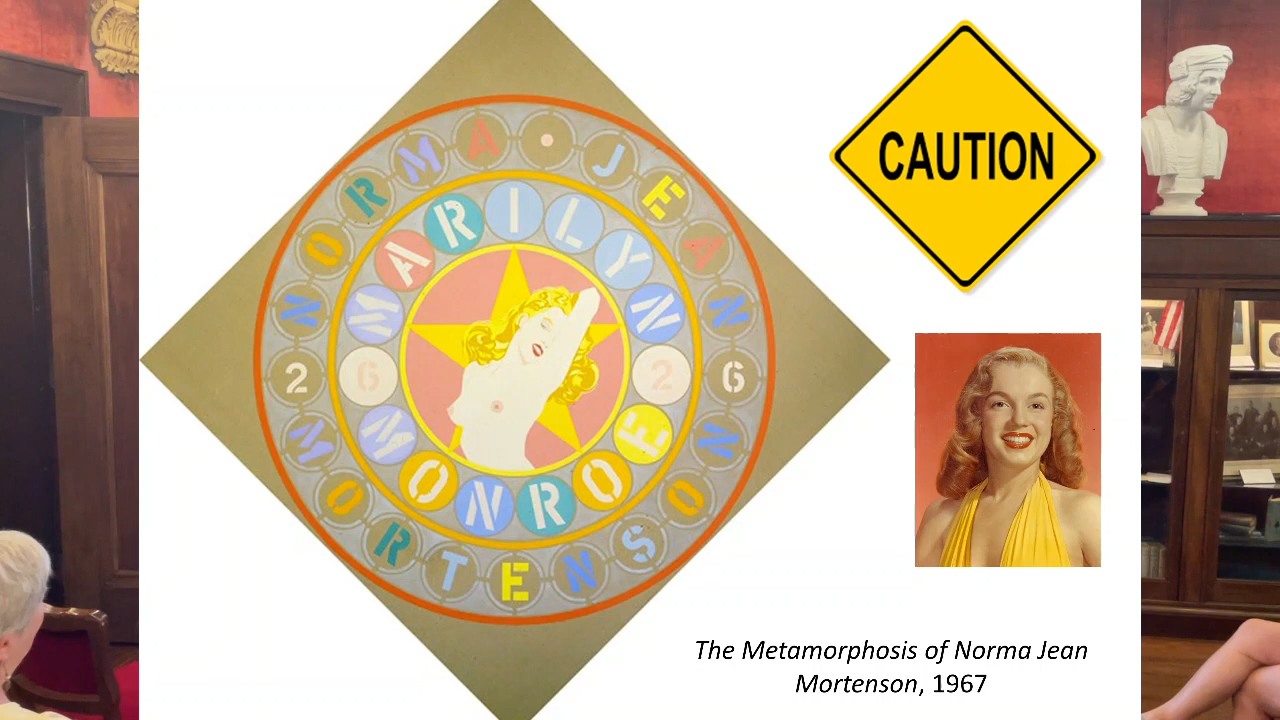 NORMA • JEAN
MARILYN
2 6 2 6
MONROE
MORTENSON
CAUTION
The Metamorphosis of Norma Jean
Mortenson, 1967